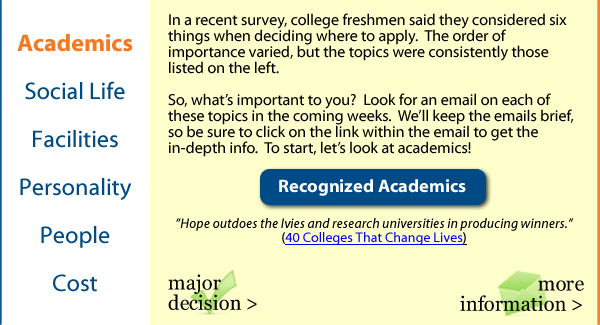 Academics
Social Life
Facilities
Personality
People
Cost
In a recent survey, college freshmen said they considered six
things when deciding where to apply.  The order of
importance varied, but the topics were consistently those
listed on the left.
So, what’s important to you?  Look for an email on each of
these topics in the coming weeks.  We’ll keep the emails brief,
so be sure to click on the link within the email to get the
in-depth info.  To start, let’s look at academics!
Recognized Academics
“Hope outdoes the Ivies and research universities in producing winners.”
(40 Colleges That Change Lives)
major
decision >
more
information >